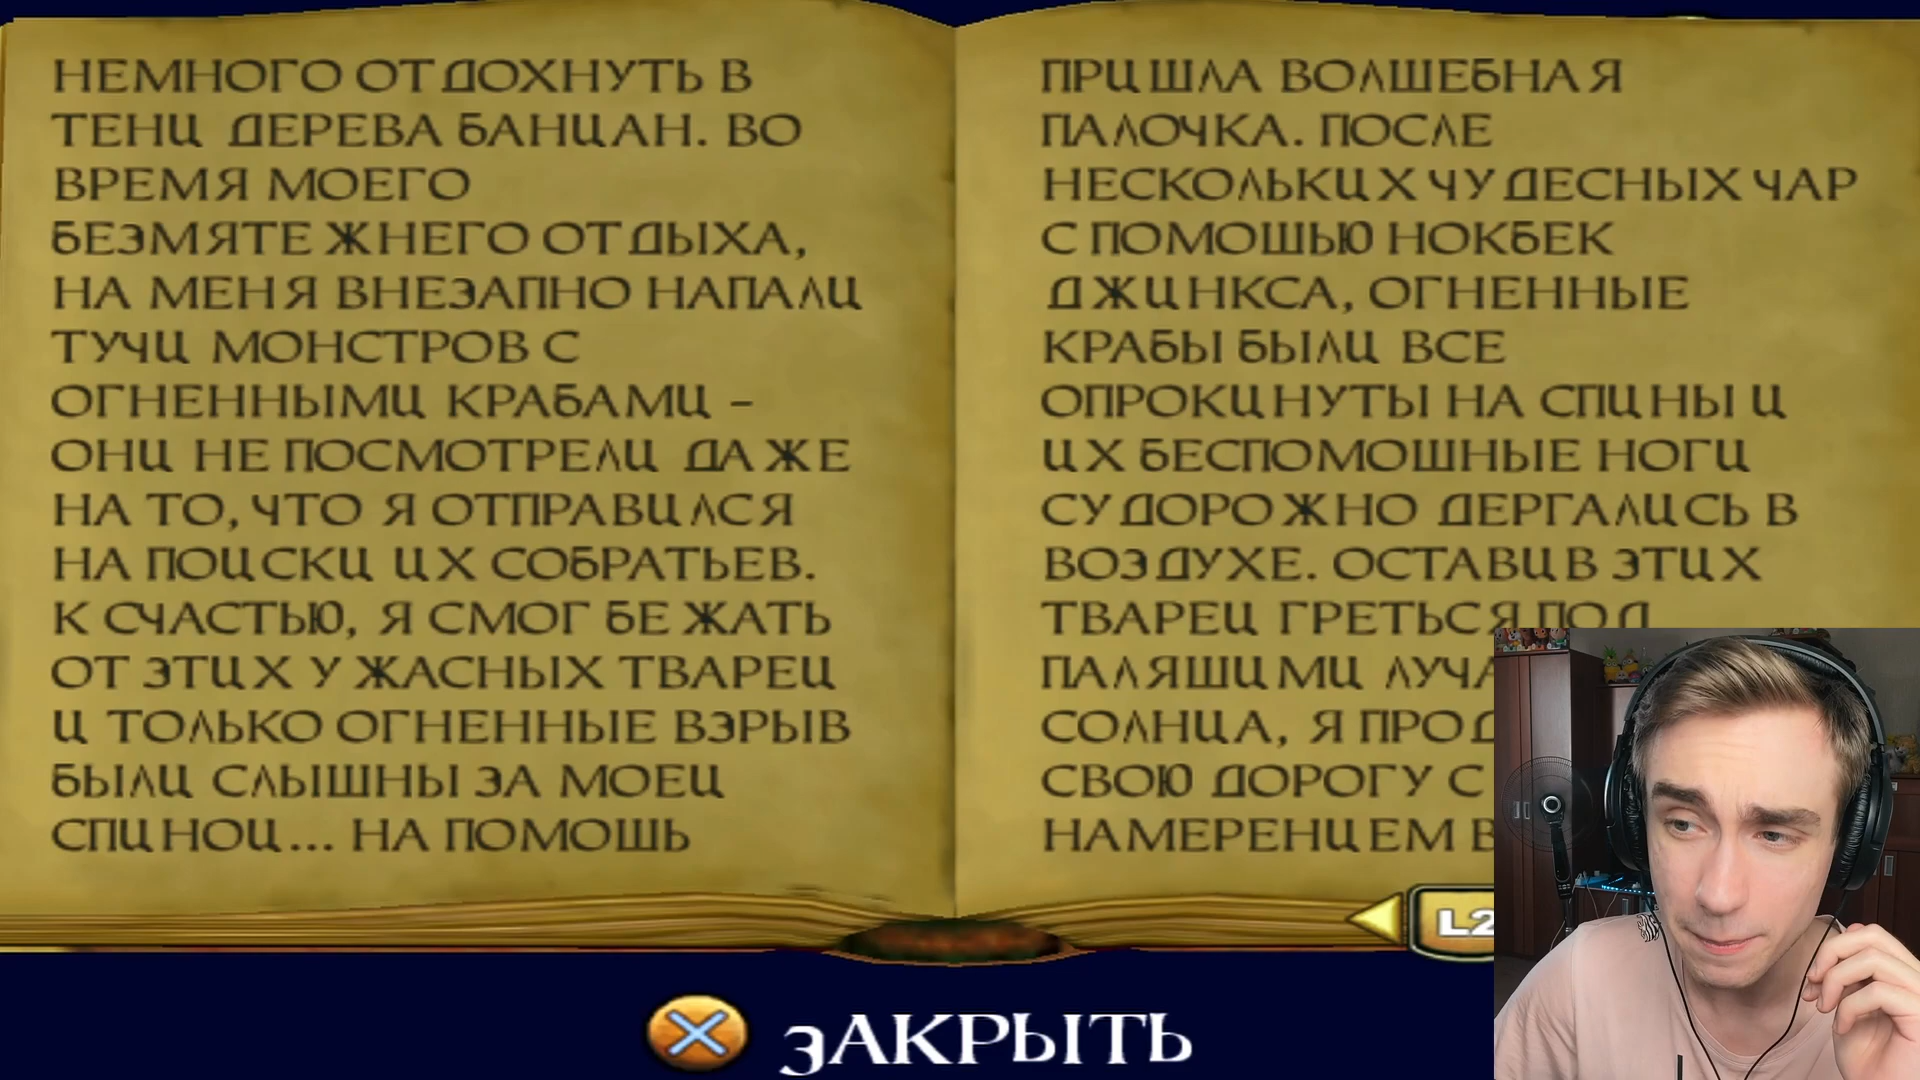 НЕМНОГО ОТДОХНУТЬ В
ТЕНИ ДЕРЕВА БАНИАН. ВО
ВРЕМЯ МОЕГО
БЕЗМЯТЕЖНЕГО ОТДЫХА,
НА МЕНЯ ВНЕЗАПНО НАПАЛИ
ТУЧИ МОНСТРОВ С
ОГНЕННЫМИ КРАБАМИ -
ОНИ НЕ ПОСМОТРЕЛИ ДАЖЕ
НА ТО, ЧТО Я ОТПРАВИЛСЯ
НА ПОИСКИ ИХ СОБРАТЬЕВ.
К СЧАСТЬЮ, Я СМОГ БЕЖАТЬ
ОТ ЭТИХ УЖАСНЫХ ТВАРЕЙ
И ТОЛЬКО ОГНЕННЫЕ ВЗРЫВ
БЫЛИ СЛЫШНЫ ЗА МОЕЙ
СПИНОЙ... НА ПОМОЩЬ
ПРИШЛА ВОЛШЕБНАЯ
ПАЛОЧКА. ПОСЛЕ
НЕСКОЛЬКИХ ЧУДЕСНЫХ ЧАР
С ПОМОЩЬЮ НОКБЕК
ДЖИНКСА, ОГНЕННЫЕ
КРАБЫ БЫЛИ ВСЕ
ОПРОКИНУТЫ НА СПИНЫ И
ИХ БЕСПОМОЩНЫЕ НОГИ
СУДОРОЖНО ДЕРГАЛИСЬ В
ВОЗДУХЕ. ОСТАВИВ ЭТИХ
ТВАРЕЙ ГРЕТЬСЯ ПОД
ПАЛЯЩИМИ
СОЛНЦА, Я
СВОЮ ДОРОГУ С
НАМЕРЕНИЕМ
L2
ЗАКРЫТЬ